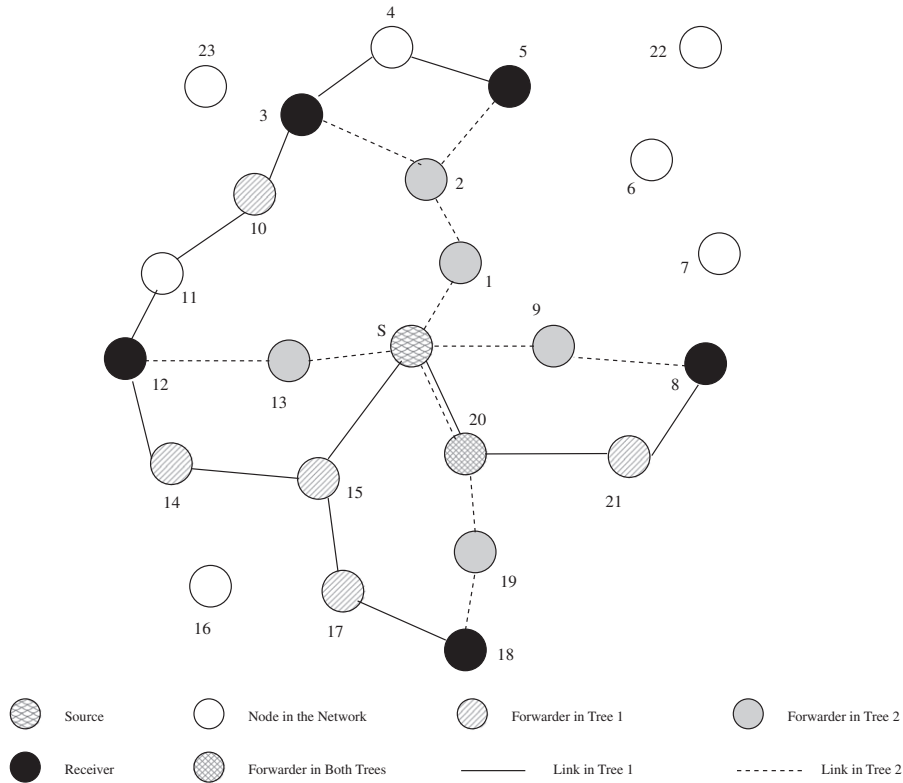 4
23
5
22
3
2
6
10
1
7
11
9
S
12
13
8
20
14
15
21
19
16
17
18
Source
Node in the Network
Forwarder in Tree 1
Forwarder in Tree 2
Receiver
Forwarder in Both Trees
Link in Tree 1
Link in Tree 2